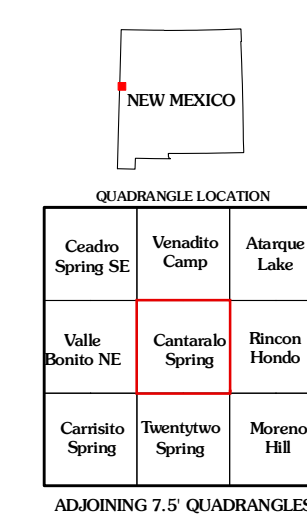 NEW MEXICO
QUADRANGLE LOCATION
Ceadro
Spring SE
Venadito
Camp
Atarque
Lake
Valle
Bonito NE
Cantaralo
Spring
Rincon
Hondo
Carrisito
Spring
Twentytwo
Spring
Moreno
Hill
ADJOINING 7.5' QUADRANGLES